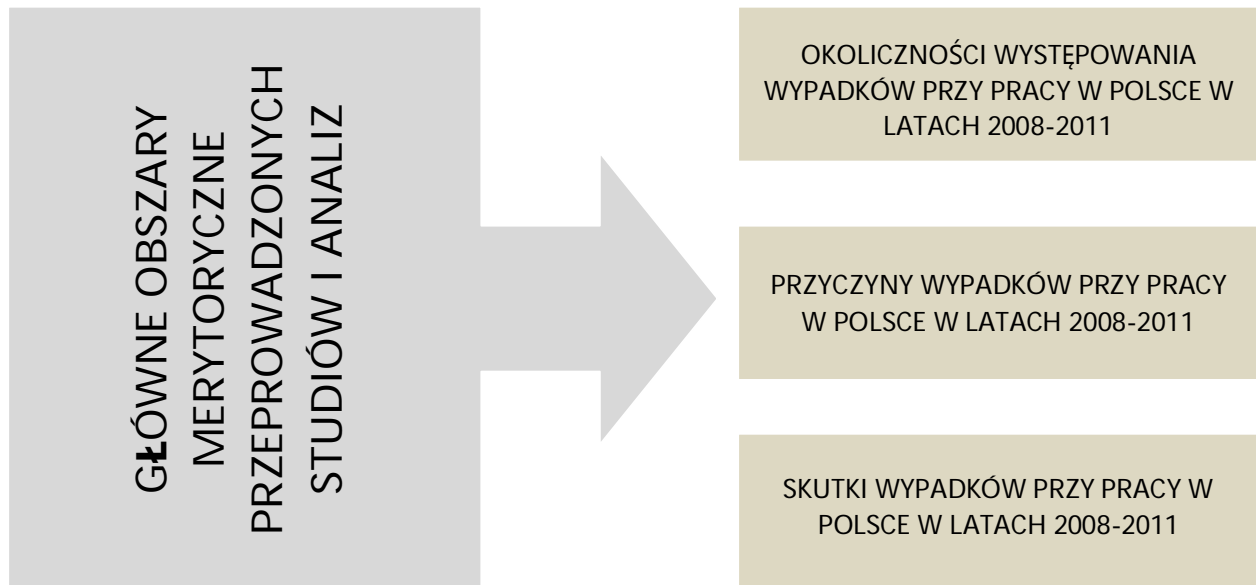 GŁÓWNE OBSZARY
MERYTORYCZNE
PRZEPROWADZONYCH
STUDIÓW I ANALIZ
OKOLICZNOŚCI WYSTĘPOWANIA
WYPADKÓW PRZY PRACY W POLSCE W
LATACH 2008-2011
PRZYCZYNY WYPADKÓW PRZY PRACY
W POLSCE W LATACH 2008-2011
SKUTKI WYPADKÓW PRZY PRACY W
POLSCE W LATACH 2008-2011